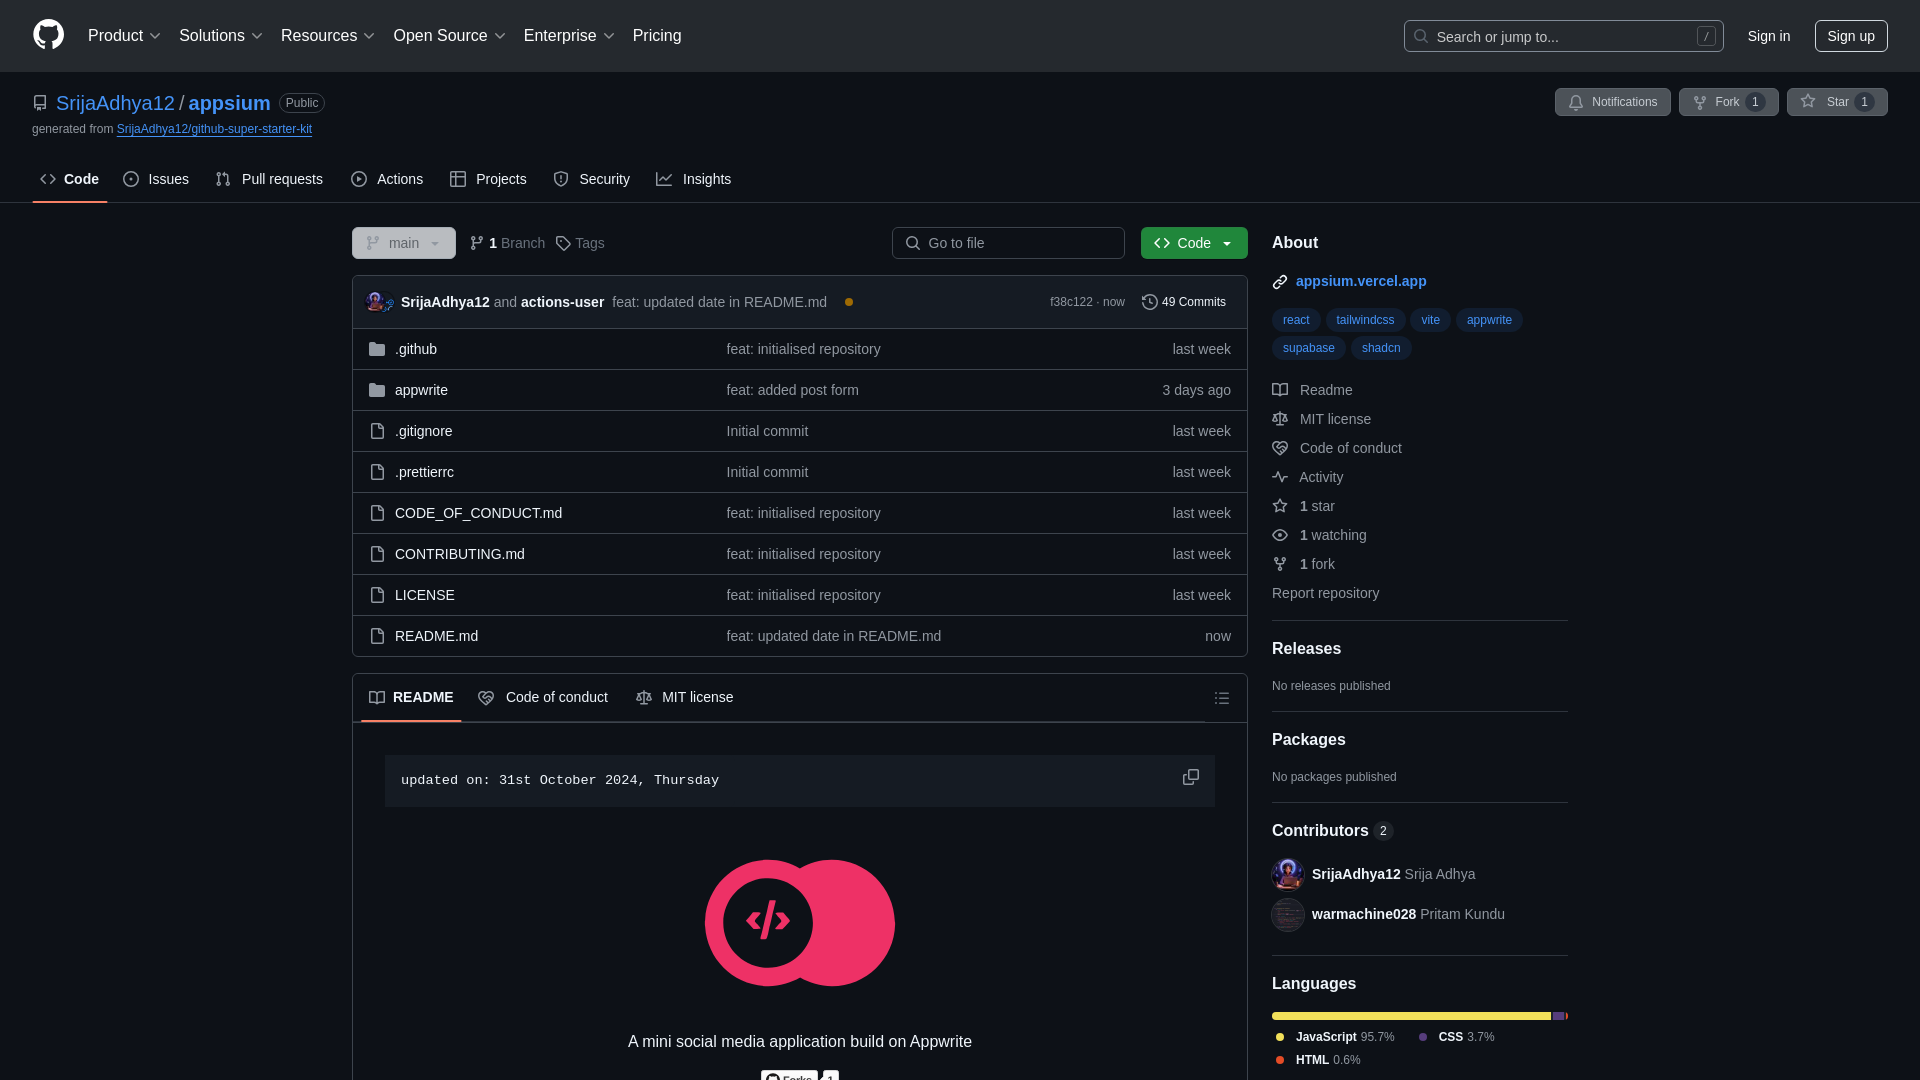 Product Solutions Resources Open Source Enterprise Pricing Search or jump to... / Sign in Sign up
SrijaAdhya12 / appsium Public Notifications Fork 1 Star 1
generated from SrijaAdhya12/github-super-starter-kit
Code Issues Pull requests Actions Projects Security Insights
main 1 Branch Tags Go to file Code
SrijaAdhya12 and actions-user feat: updated date in README.md f38c122 · now 49 Commits
.github feat: initialised repository last week
appwrite feat: added post form 3 days ago
.gitignore Initial commit last week
.prettierrc Initial commit last week
CODE_OF_CONDUCT.md feat: initialised repository last week
CONTRIBUTING.md feat: initialised repository last week
LICENSE feat: initialised repository last week
README.md feat: updated date in README.md now
README Code of conduct MIT license
updated on: 31st October 2024, Thursday
</>
A mini social media application build on Appwrite
Forks 1
About
appsium.vercel.app
react tailwindcss vite appwrite
supabase shadcn
Readme
MIT license
Code of conduct
Activity
1 star
1 watching
1 fork
Report repository
Releases
No releases published
Packages
No packages published
Contributors 2
SrijaAdhya12 Srija Adhya
warmachine028 Pritam Kundu
Languages
JavaScript 95.7% CSS 3.7%
HTML 0.6%